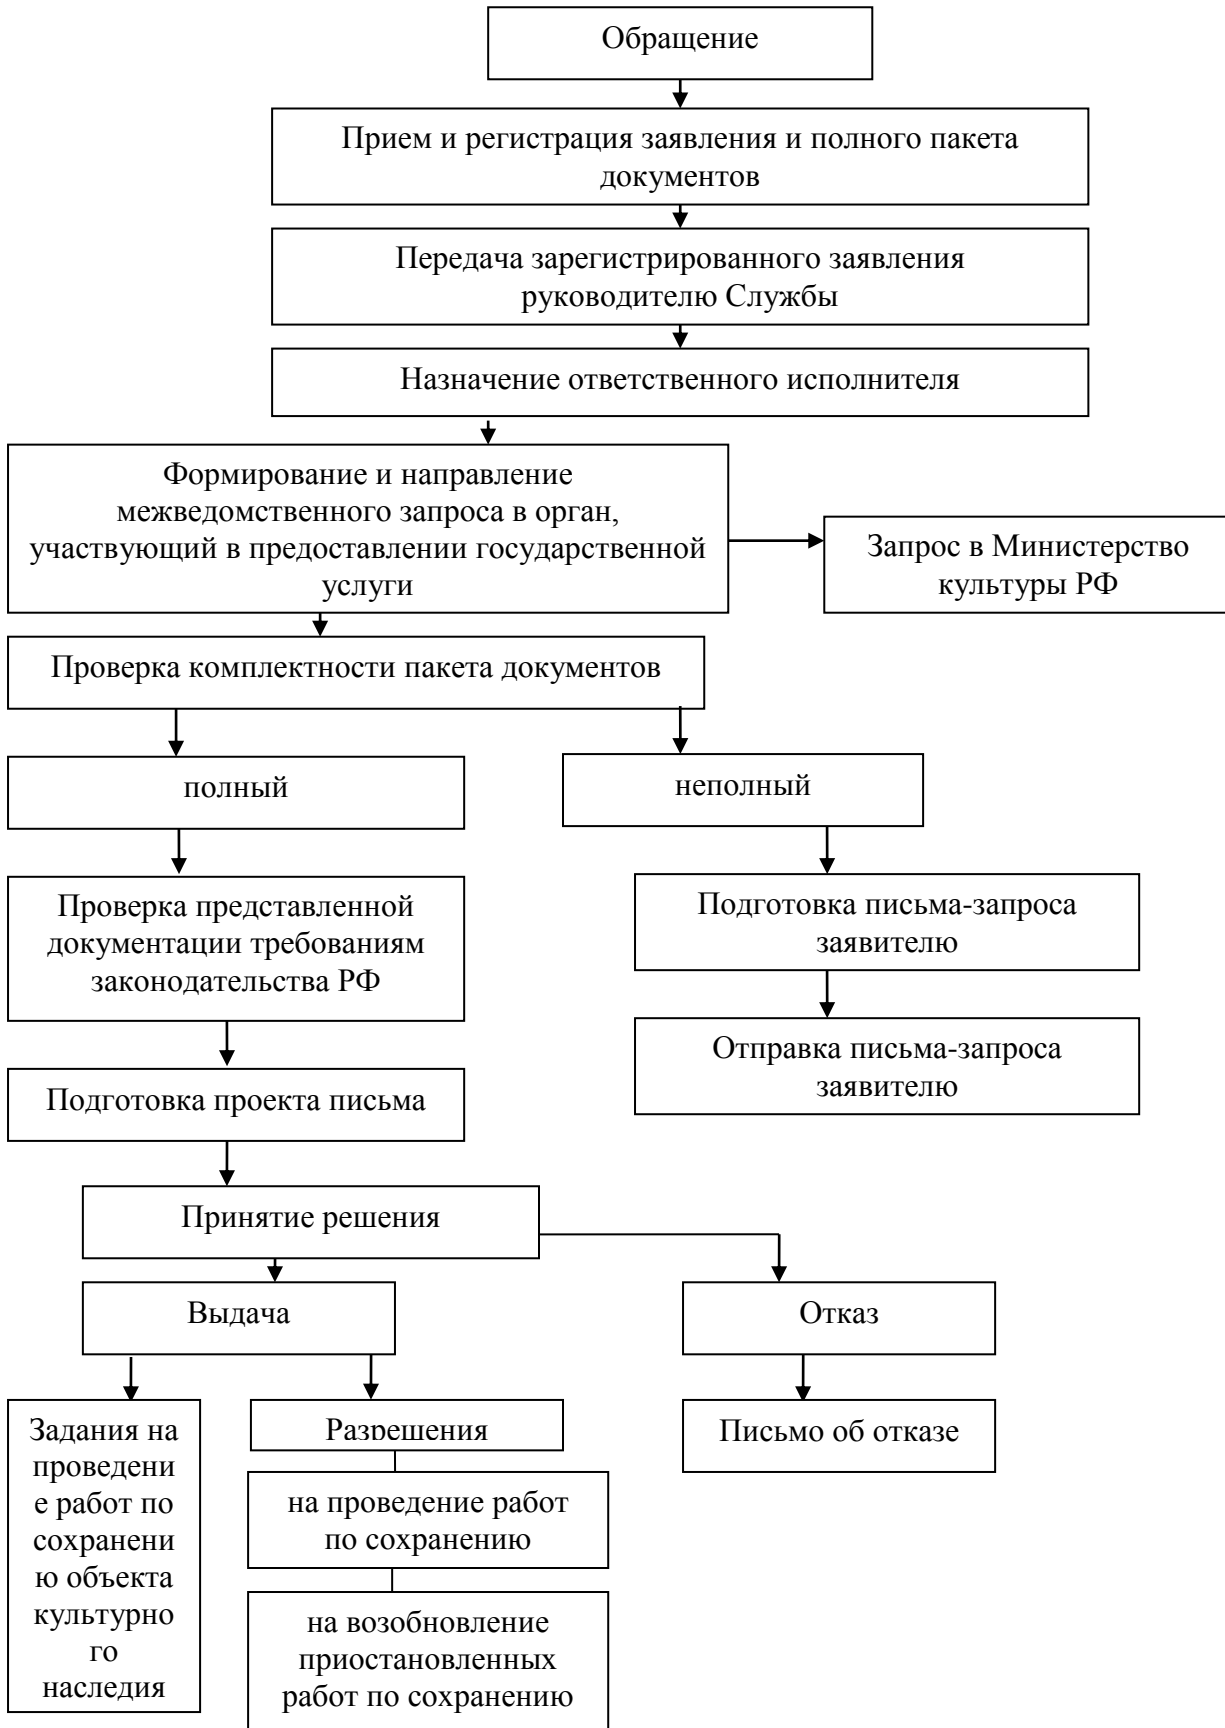 Обращение
Прием и регистрация заявления и полного пакета
документов
Передача зарегистрированного заявления
руководителю Службы
Назначение ответственного исполнителя
Формирование и направление
межведомственного запроса в орган,
участвующий в предоставлении государственной
услуги
Запрос в Министерство
культуры РФ
Проверка комплектности пакета документов
полный
неполный
Проверка представленной
документации требованиям
законодательства РФ
Подготовка письма-запроса
заявителю
Отправка письма-запроса
заявителю
Подготовка проекта письма
Принятие решения
Выдача
Отказ
Задания на
проведени
е работ по
сохранени
ю объекта
культурно
го
наследия
Разрешения
на проведение работ
по сохранению
на возобновление
приостановленных
работ по сохранению
Письмо об отказе